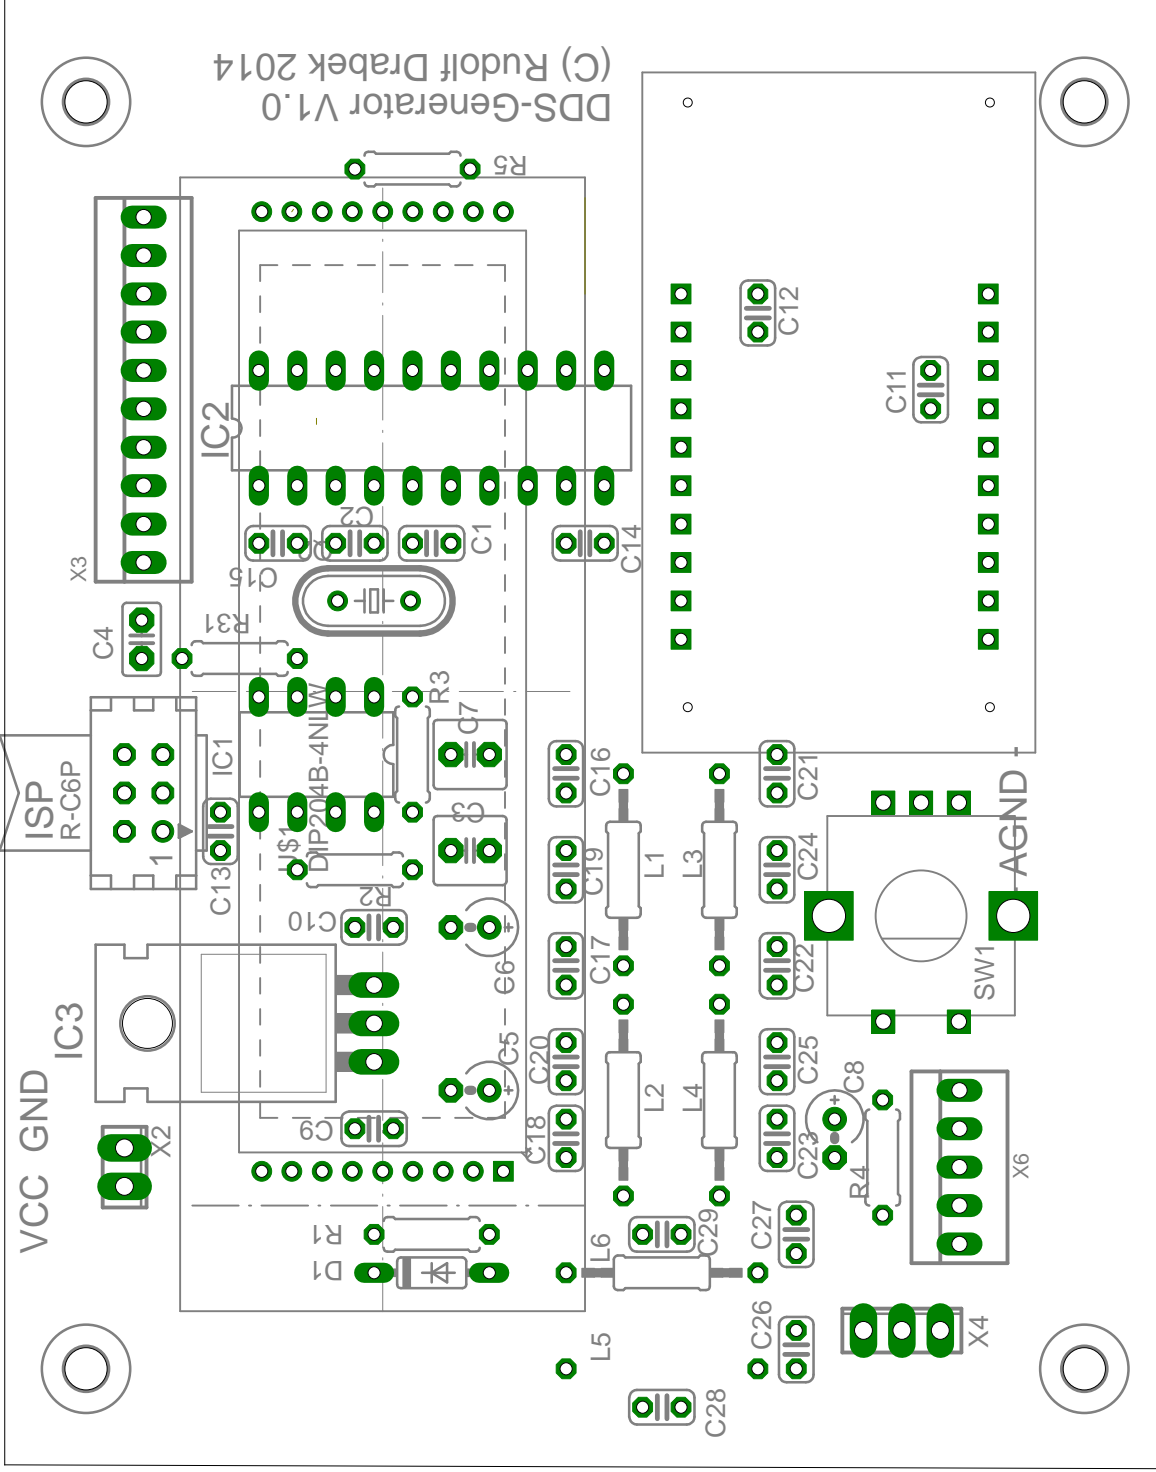 (C) Rudolf Drabek 2014
DDS-Generator V1.0
R5
C12
C11
IC2
X3
C2
C1
C14
C15
R31
C4
R3
C7
IC1
ISP
R-C6P
1
U$1
DIP204B-4NLW
C3
C13
R2
C10
C6
C16
C19
C17
L1
L3
C21
C24
C22
AGND -
SW1
IC3
C5
C20
C18
L2
L4
C25
C23
C8
+
+
+
R4
X6
VCC GND
X2
C9
R1
D1
L6
C29
C27
L5
C26
X4
C28